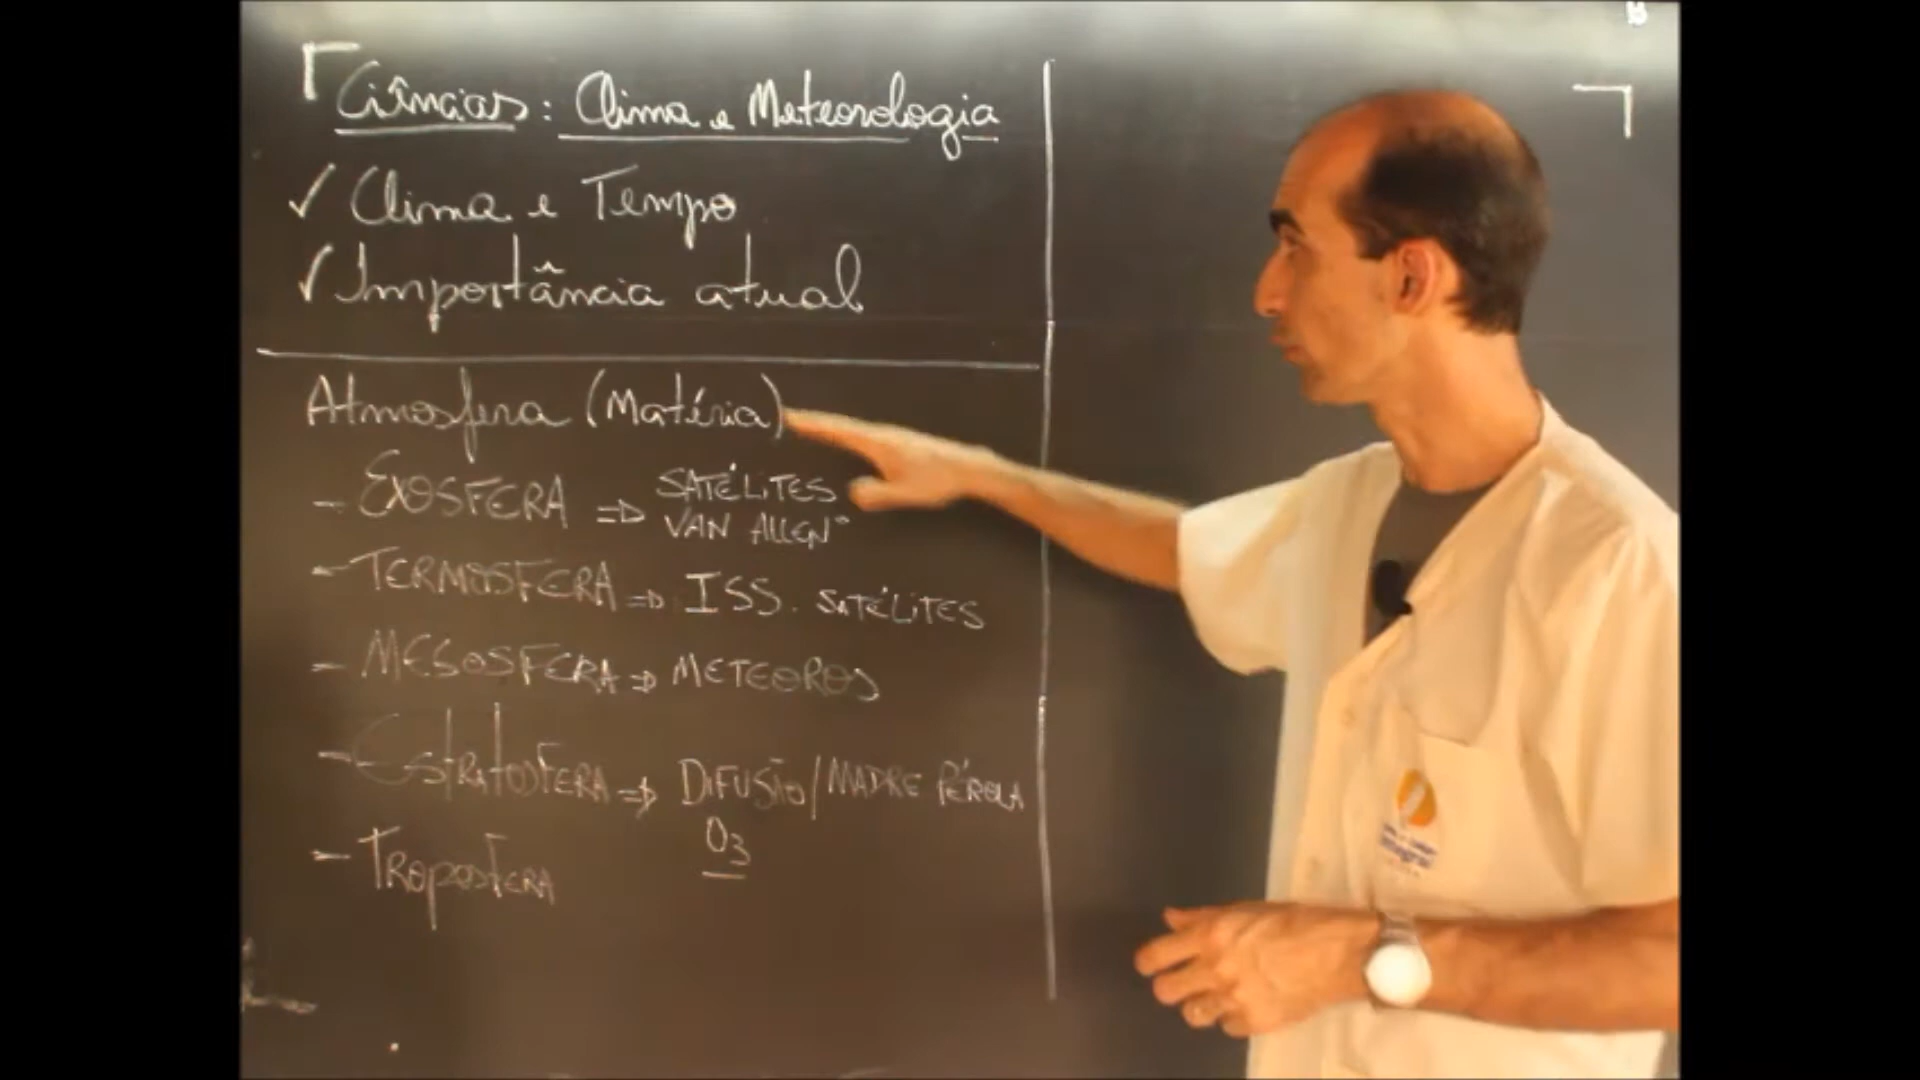 Ciências: Clima e Meteorologia
✓ Clima e Tempo
✓ Importância atual
Atmosfera (Matéria)
- EXOSFERA ⇒ SATÉLITES
VAN ALLEN
- TERMOSFERA ⇒ ISS. SATÉLITES
- MESOSFERA ⇒ METEOROS
- EstRAtOSFERA ⇒ DIFUSÃO / MADRE PÉROLA
O3
- TROPOSFERA